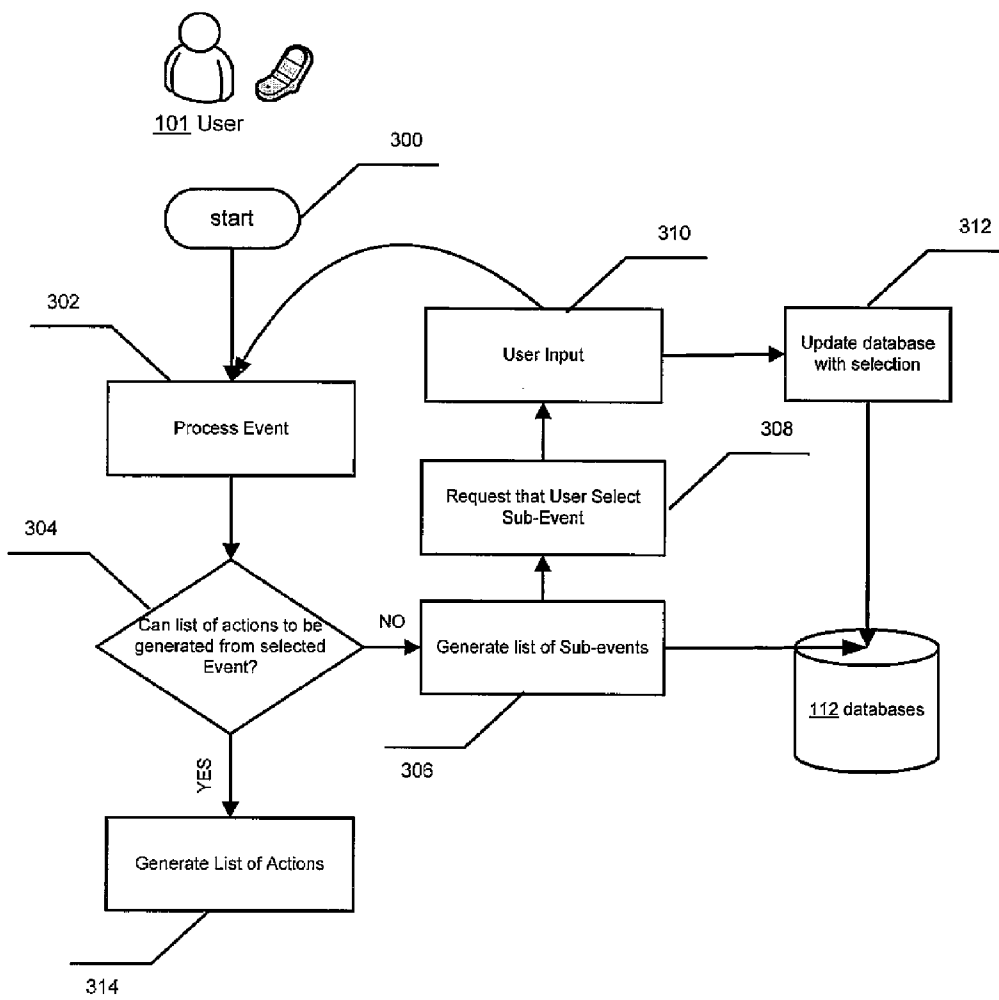 101 User
300
start
310
312
302
User Input
Update database
with selection
Process Event
308
Request that User Select
Sub-Event
304
Can list of actions to be
generated from selected
Event?
NO
Generate list of Sub-events
112 databases
306
YES
Generate List of Actions
314